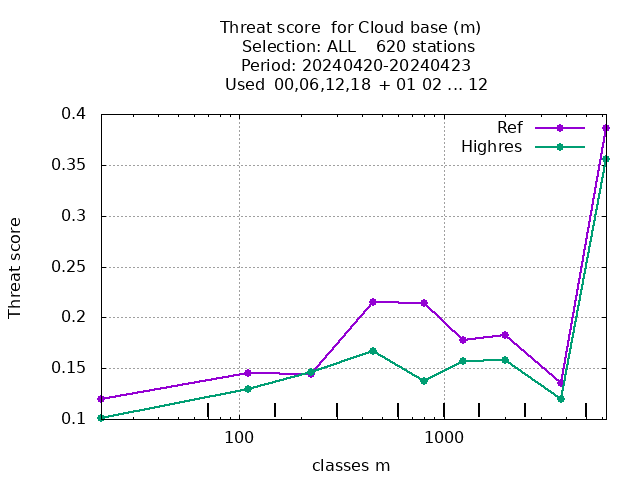 Threat score  for Cloud base (m)
Selection: ALL    620 stations
Period: 20240420-20240423
Used  00,06,12,18 + 01 02 ... 12
Ref
Highres
0.4
0.35
0.3
0.25
0.2
0.15
0.1
Threat score
100
1000
classes m